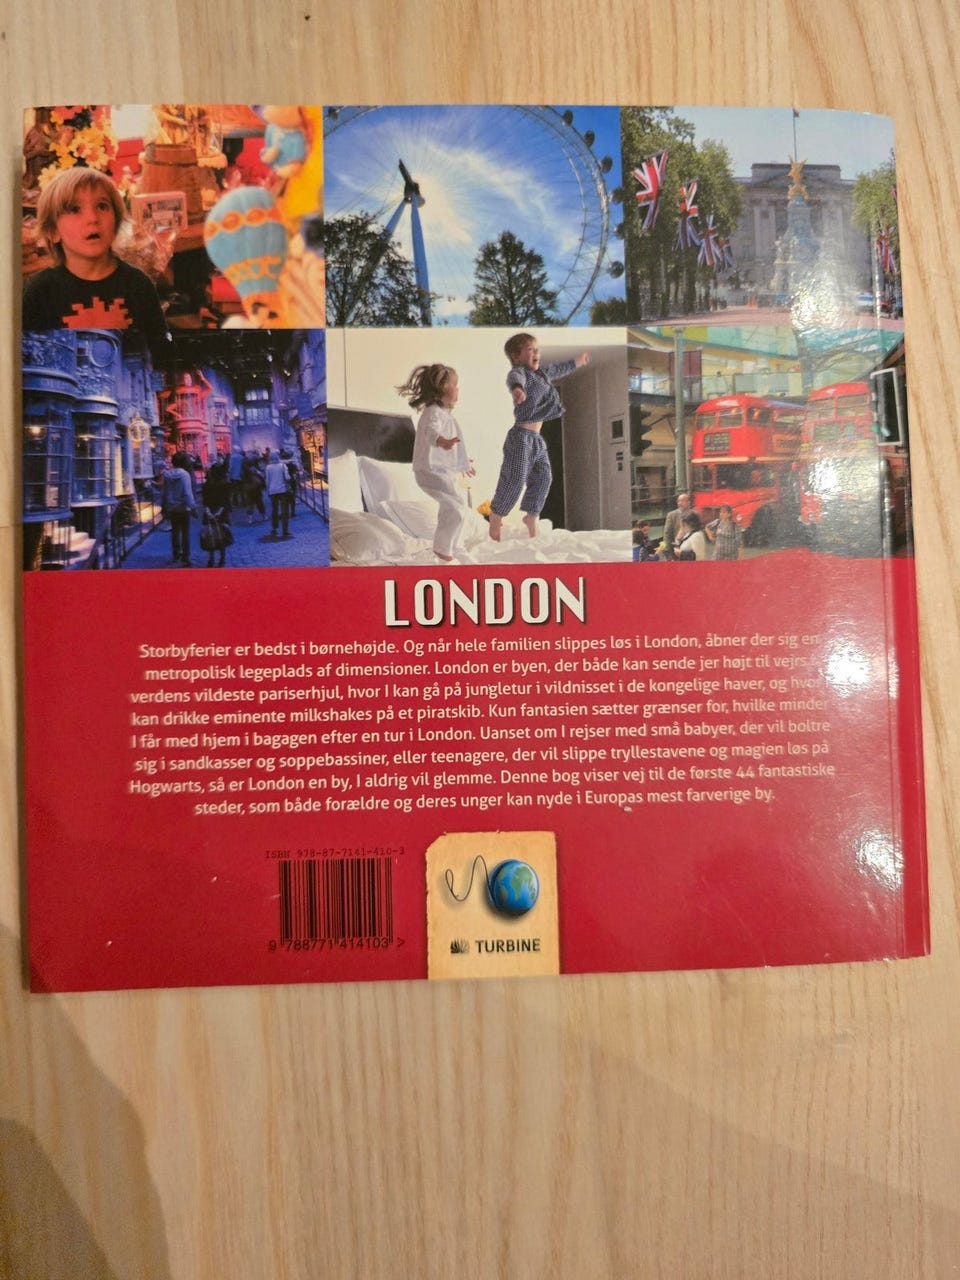 LONDON
Storbyferier er bedst i børnehøjde. Og når hele familien slippes løs i London, åbner der sig en
metropolisk legeplads af dimensioner. London er byen, der både kan sende jer højt til vejrs
verdens vildeste pariserhjul, hvor I kan gå på jungletur i vildnisset i de kongelige haver, og
kan drikke eminente milkshakes på et piratskib. Kun fantasien sætter grænser for, hvilke minder
I får med hjem i bagagen efter en tur i London. Uanset om I rejser med små babyer, der vil boltre
sig i sandkasser og soppebassiner, eller teenagere, der vil slippe tryllestavene og magien løs på
Hogwarts, så er London en by, I aldrig vil glemme. Denne bog viser vej til de første 44 fantastiske
steder, som både forældre og deres unger kan nyde i Europas mest farverige by.
ISBN 978-87-7141-410-3
9 788771 414103 >
TURBINE